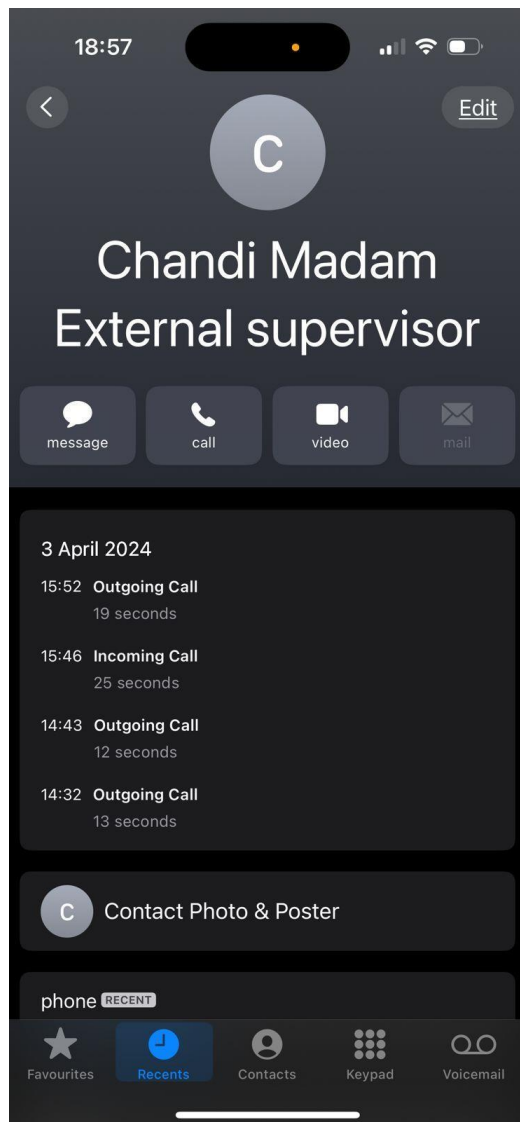 18:57
Edit
C
Chandi Madam
External supervisor
message call video mail
3 April 2024
15:52 Outgoing Call
19 seconds
15:46 Incoming Call
25 seconds
14:43 Outgoing Call
12 seconds
14:32 Outgoing Call
13 seconds
C Contact Photo & Poster
phone RECENT
Favourites Recents Contacts Keypad Voicemail